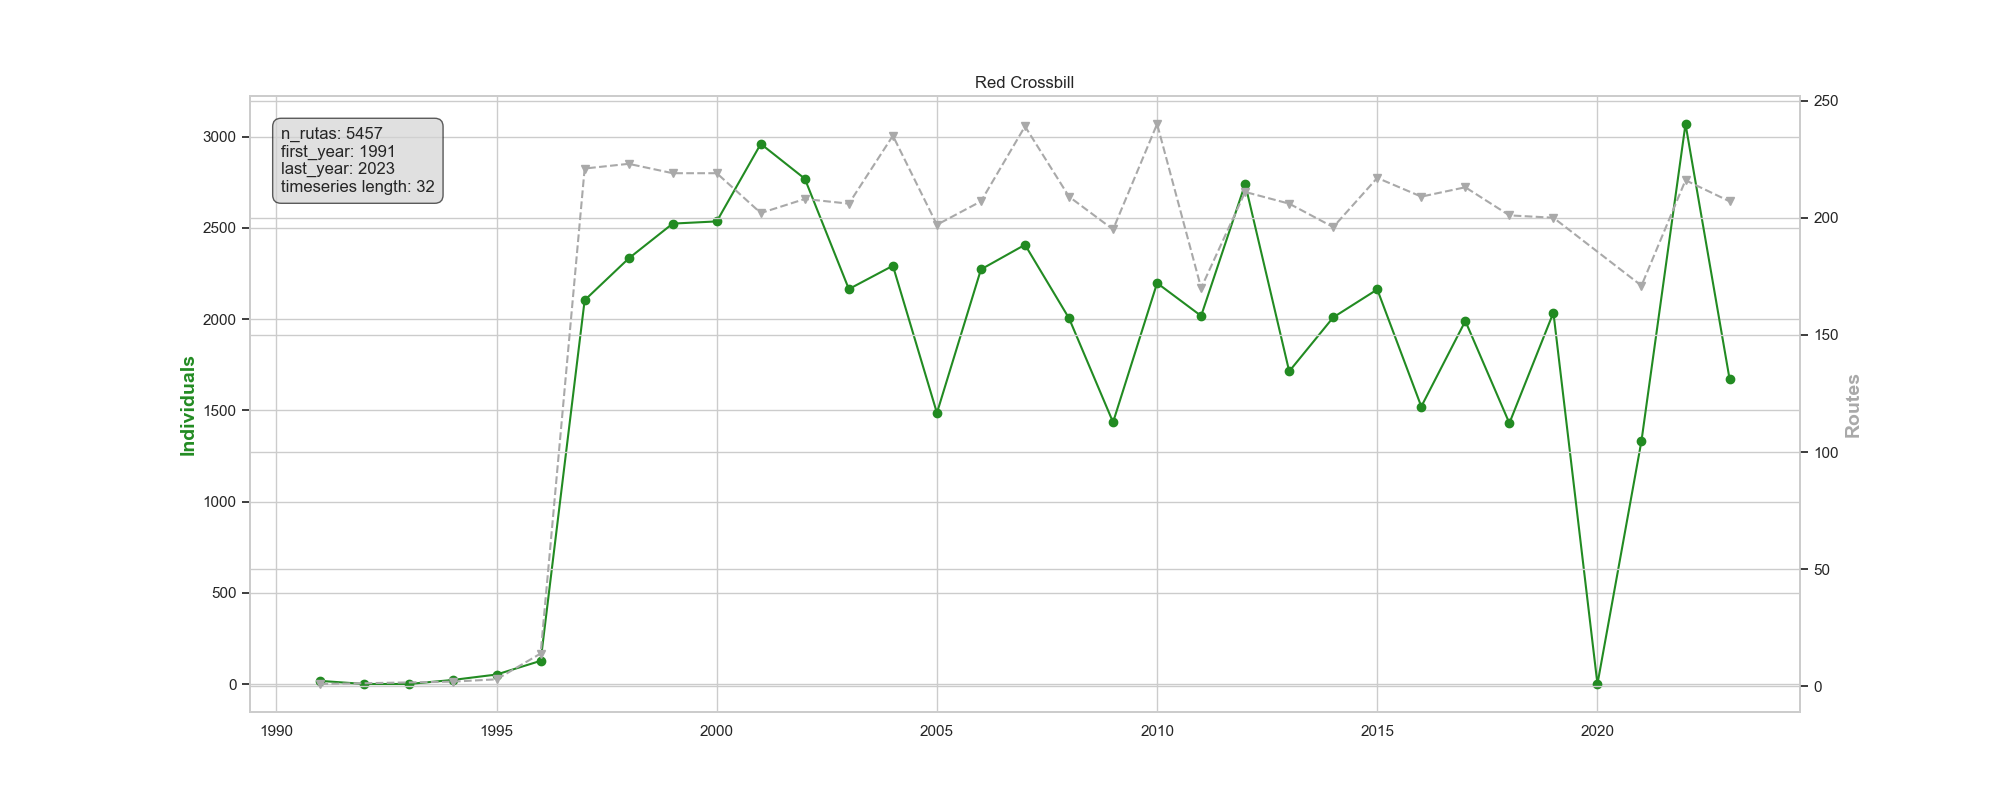 Red Crossbill
n_rutas: 5457
first_year: 1991
last_year: 2023
timeseries length: 32
Individuals
3000
2500
2000
1500
1000
500
0
Routes
250
200
150
100
50
0
1990
1995
2000
2005
2010
2015
2020